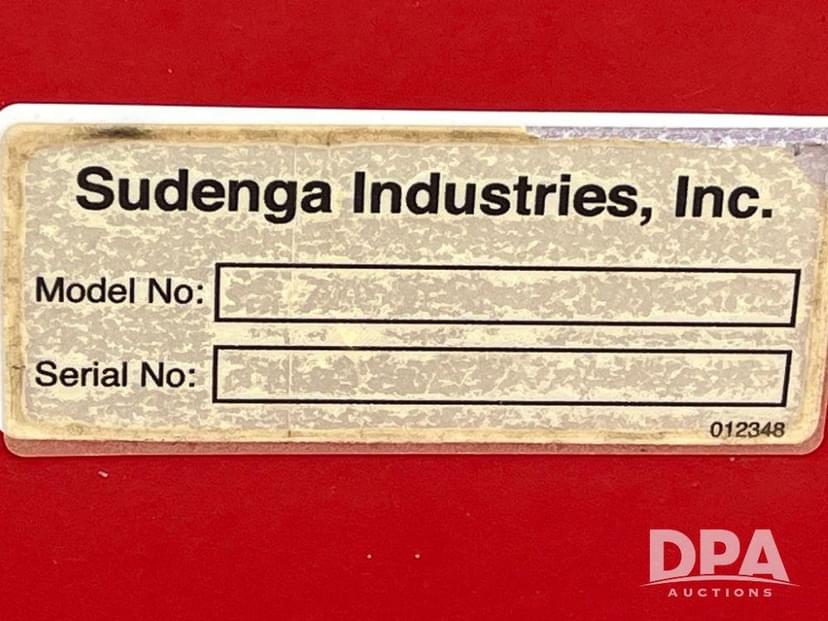 Sudenga Industries, Inc.
Model No:
Serial No:
012348
DPA
AUCTIONS